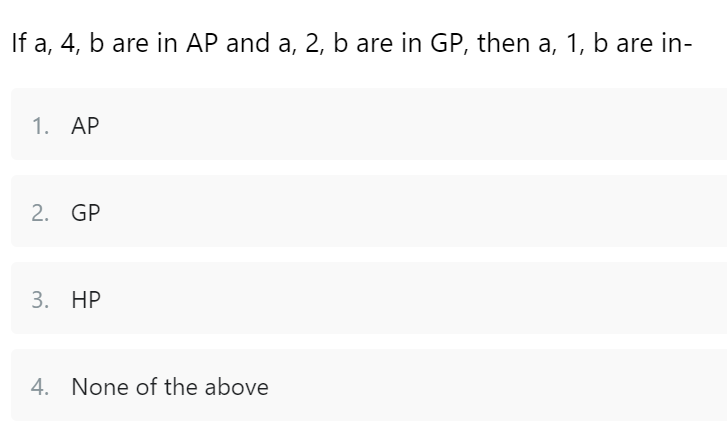 If a, 4, b are in AP and a, 2, b are in GP, then a, 1, b are in-
1. AP
2. GP
3. HP
4. None of the above